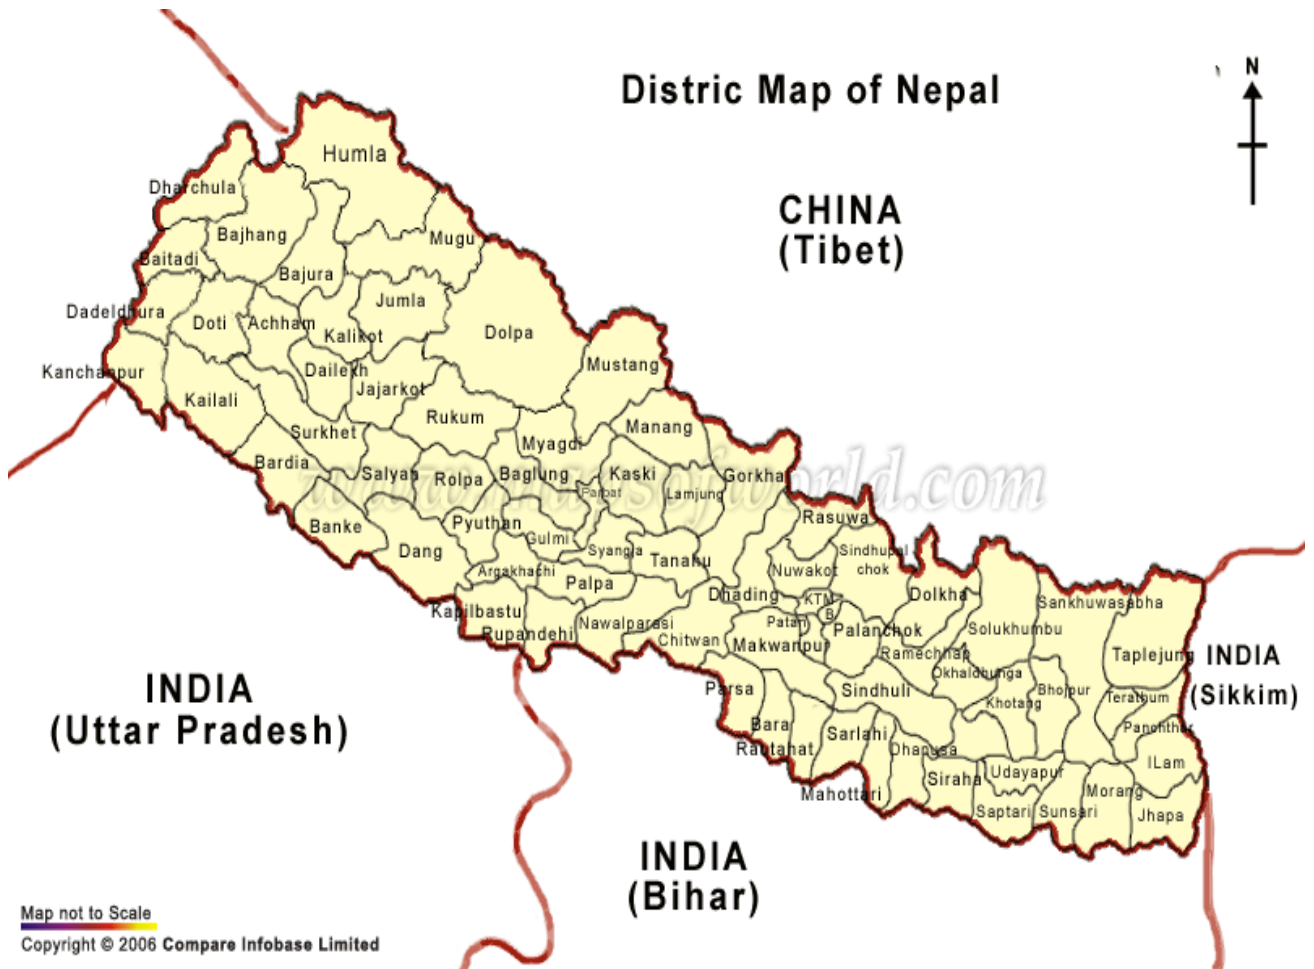 Distric Map of Nepal
N
CHINA
(Tibet)
Humla
Dharchula
Bajhang
Mugu
Baitadi
Bajura
Jumla
Dadeldhura
Doti
Achham
Kalikot
Dolpa
Mustang
Kanchanpur
Dailekh
Jajarkot
Kailali
Rukum
Manang
Surkhet
Myagdi
Bardia
Salyan
Rolpa
Baglung
Kaski
Gorkha
www.mapsofworld.com
Parbat
Lamjung
Banke
Pyuthan
Rasuwa
Dang
Gulmi
Syangja
Tanahu
Sindhupal
chok
Argakhachi
Palpa
Nuwakot
Kapilbastu
Dhading
KTM
Dolkha
Sankhuwasabha
B
Rupandehi
Nawalparasi
Patan
Palanchok
Solukhumbu
Chitwan
Makwanpur
Ramechhap
Taplejung
INDIA
(Sikkim)
Okhaldhunga
Parsa
Sindhuli
Khotang
Bhojpur
Terathum
INDIA
(Uttar Pradesh)
Bara
Panchthar
Rautahat
Sarlahi
Dhanusa
ILam
Siraha
Udayapur
Mahottari
Morang
Saptari
Sunsari
Jhapa
INDIA
(Bihar)
Map not to Scale
Copyright © 2006 Compare Infobase Limited